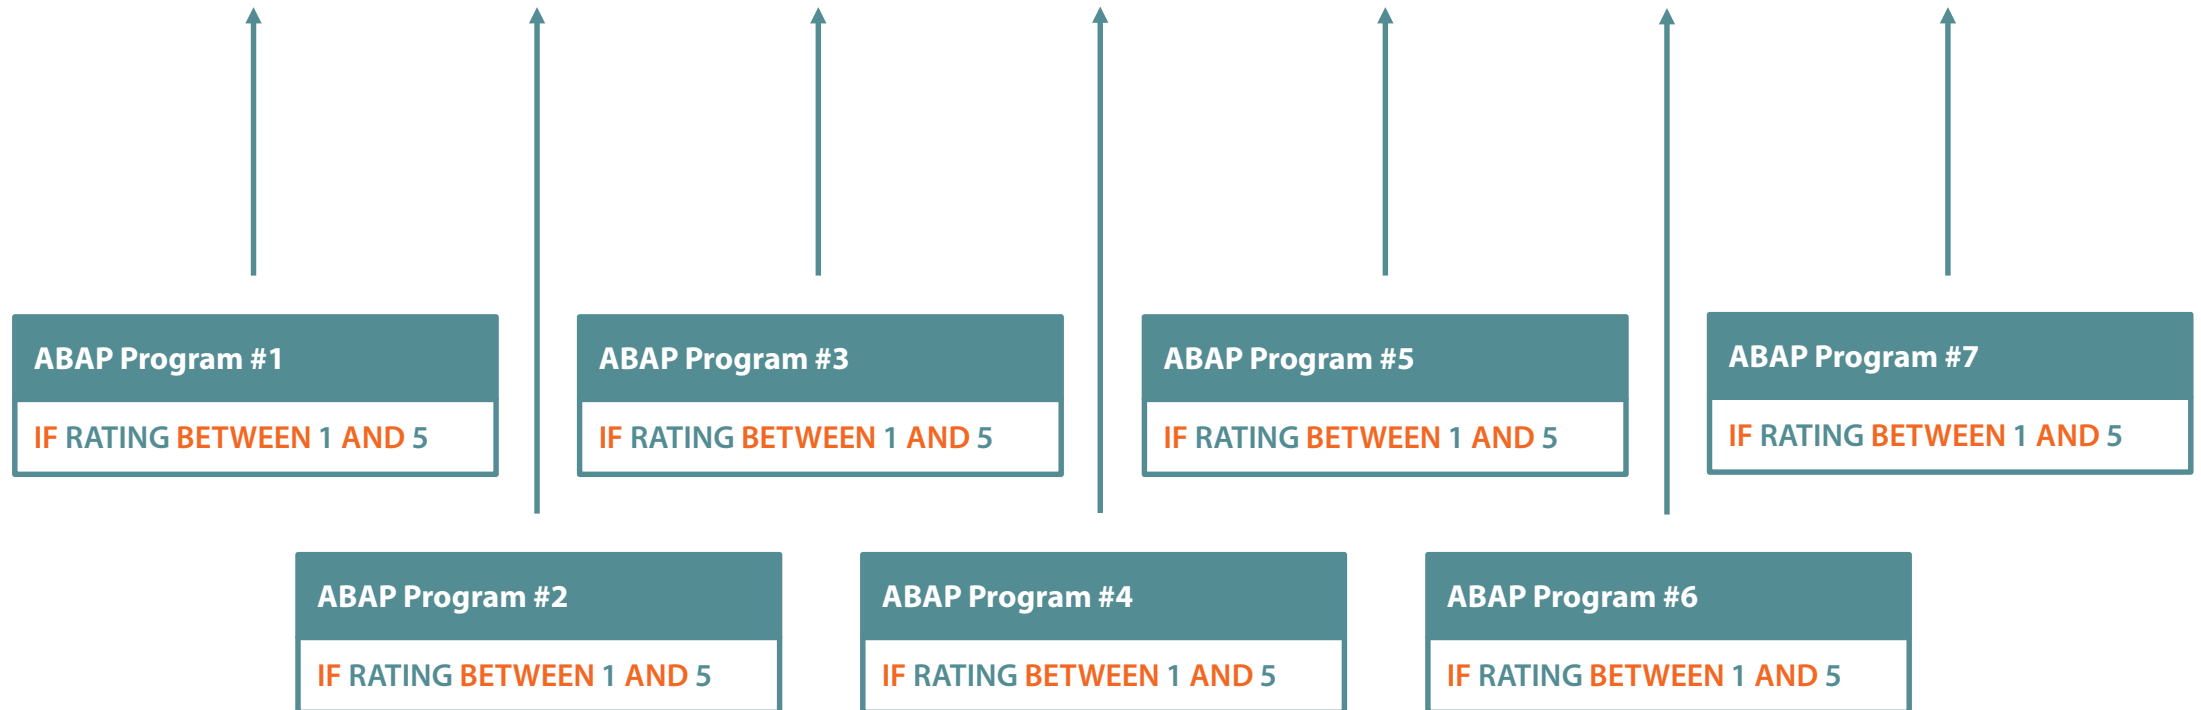 ABAP Program #1
IF RATING BETWEEN 1 AND 5
ABAP Program #3
IF RATING BETWEEN 1 AND 5
ABAP Program #5
IF RATING BETWEEN 1 AND 5
ABAP Program #7
IF RATING BETWEEN 1 AND 5
ABAP Program #2
IF RATING BETWEEN 1 AND 5
ABAP Program #4
IF RATING BETWEEN 1 AND 5
ABAP Program #6
IF RATING BETWEEN 1 AND 5